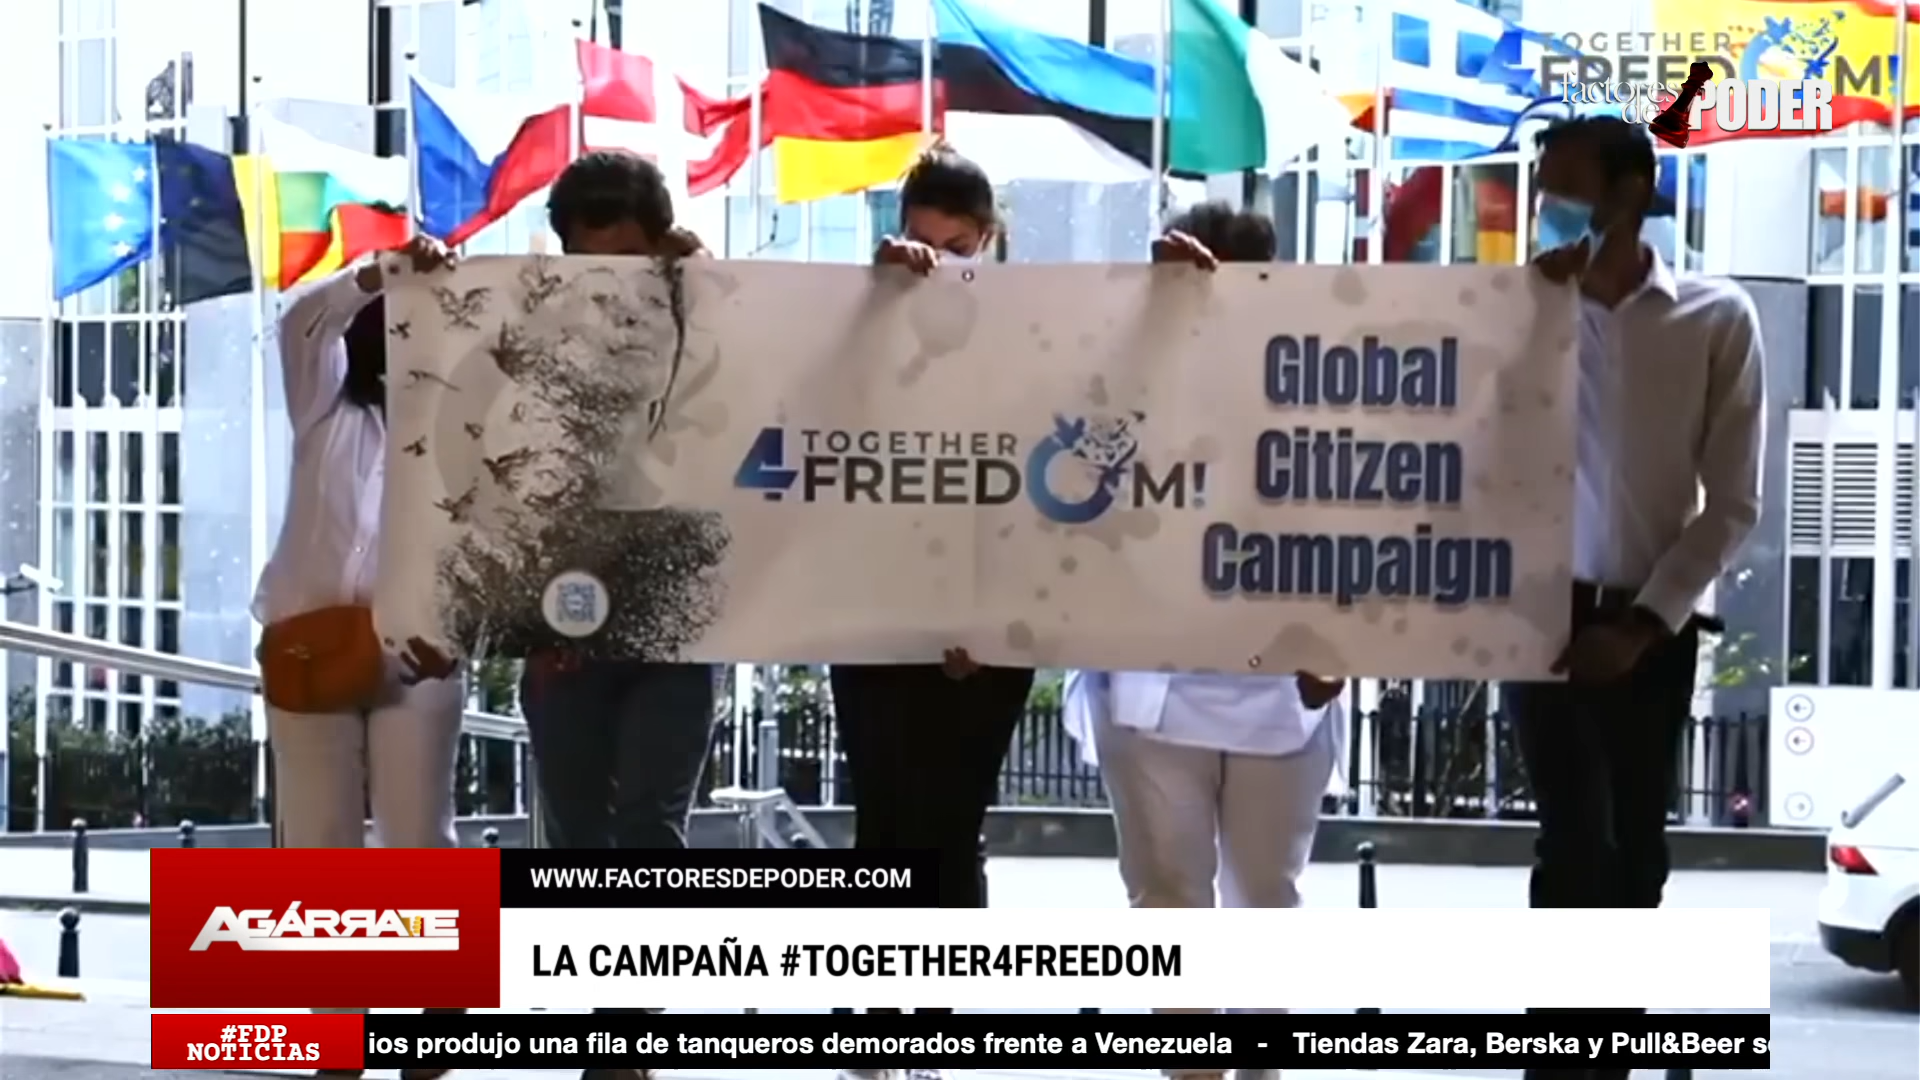 TOGETHER
4FREEDOM!
factores
de PODER
4 TOGETHER
FREEDOM!
Global
Citizen
Campaign
WWW.FACTORESDEPODER.COM
AGÁRRATE
LA CAMPAÑA #TOGETHER4FREEDOM
#FDP
NOTICIAS
ios produjo una fila de tanqueros demorados frente a Venezuela - Tiendas Zara, Berska y Pull&Beer s